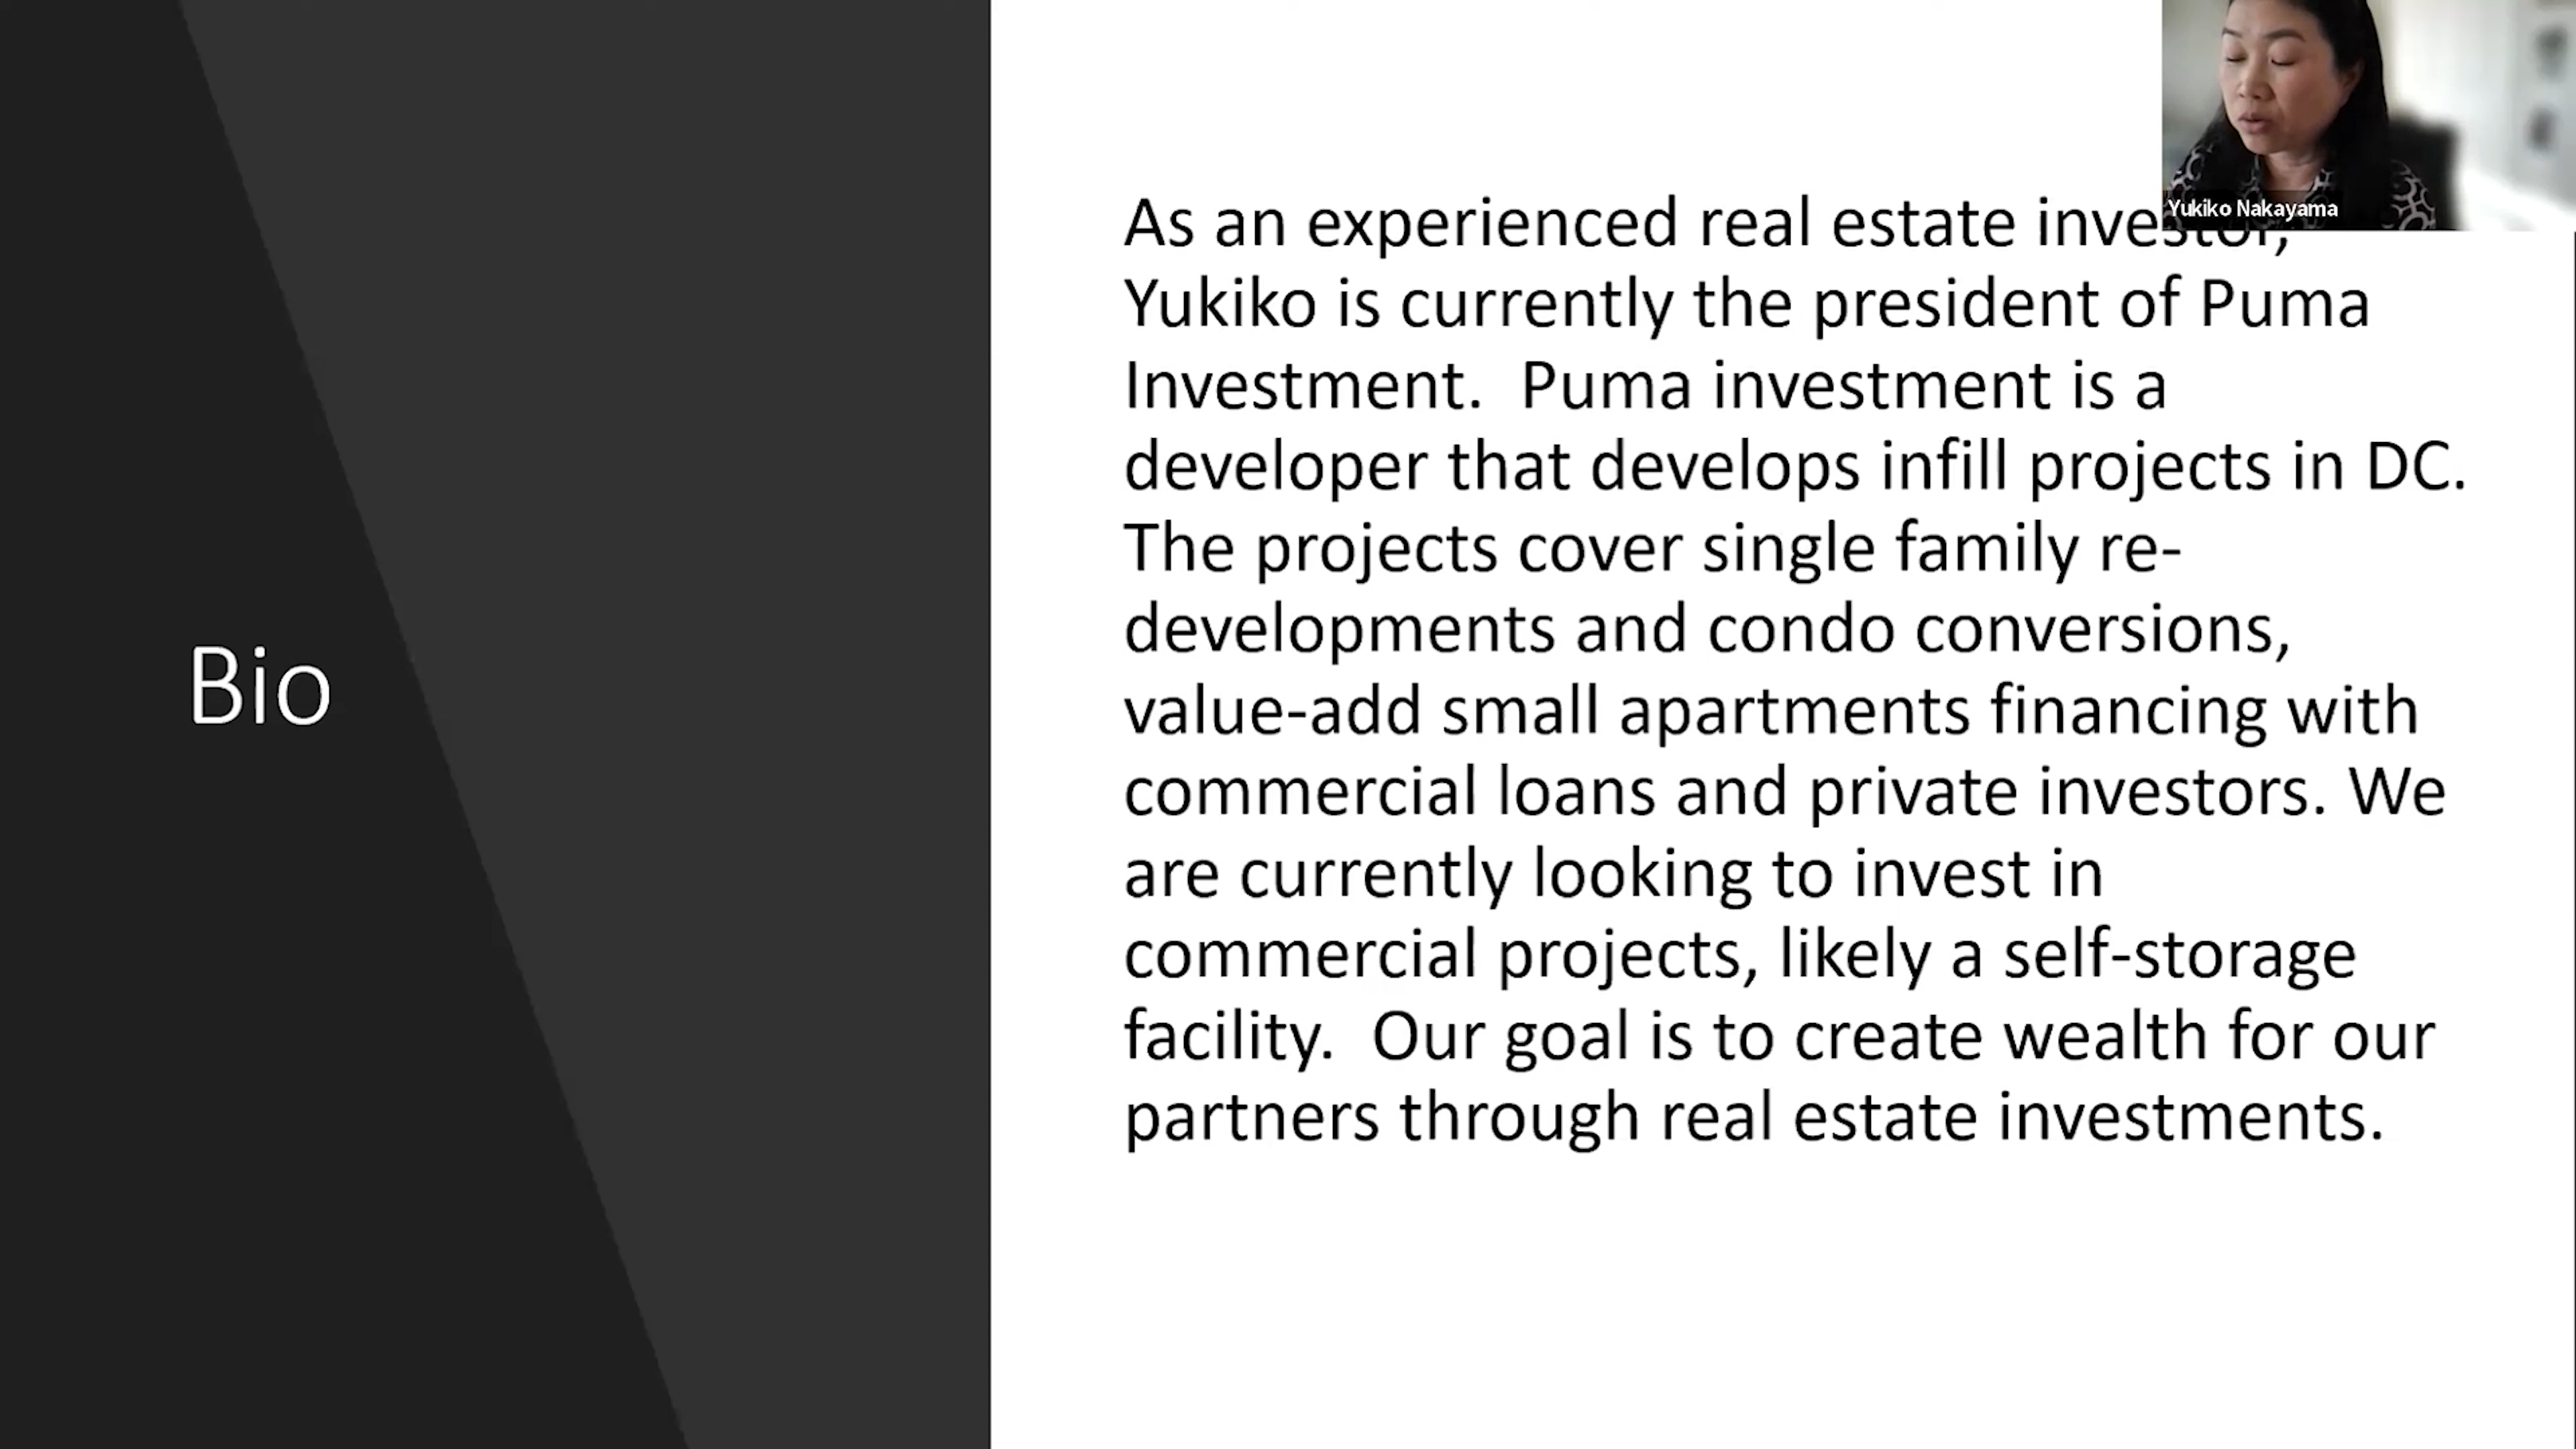 Bio
As an experienced real estate investor,
Yukiko is currently the president of Puma
Investment.  Puma investment is a
developer that develops infill projects in DC.
The projects cover single family re-
developments and condo conversions,
value-add small apartments financing with
commercial loans and private investors. We
are currently looking to invest in
commercial projects, likely a self-storage
facility.  Our goal is to create wealth for our
partners through real estate investments.
Yukiko Nakayama